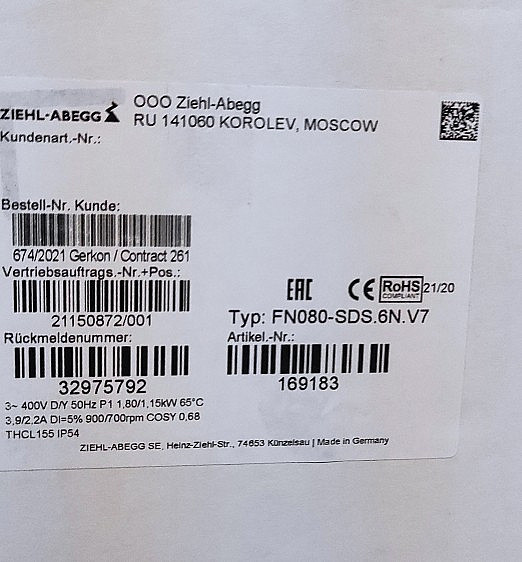 ZIEHL-ABEGG
OOO Ziehl-Abegg
RU 141060 KOROLEV, MOSCOW
Kundenart.-Nr.:
Bestell-Nr. Kunde:
674/2021 Gerkon / Contract 261
Vertriebsauftrags.-Nr.+Pos.:
21150872/001
EAC CE RoHS 21/20
COMPLIANT
Typ: FN080-SDS.6N.V7
Rückmeldenummer:
32975792
Artikel.-Nr.:
169183
3~ 400V D/Y 50Hz P1 1,80/1,15kW 65°C
3,9/2,2A DI=5% 900/700rpm COSY 0,68
THCL155 IP54
ZIEHL-ABEGG SE, Heinz-Ziehl-Str., 74653 Künzelsau | Made in Germany